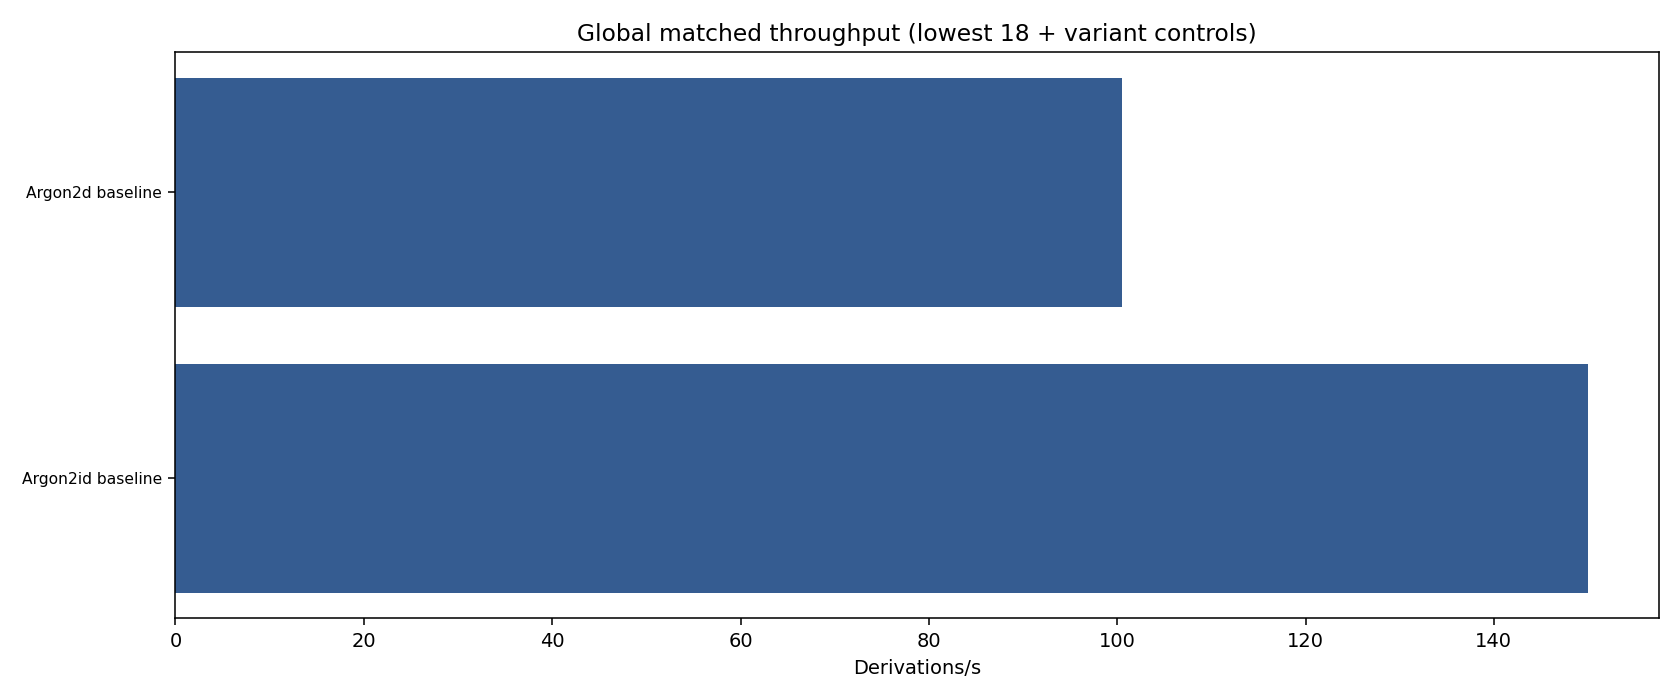 Global matched throughput (lowest 18 + variant controls)
Argon2d baseline
Argon2id baseline
0 20 40 60 80 100 120 140
Derivations/s